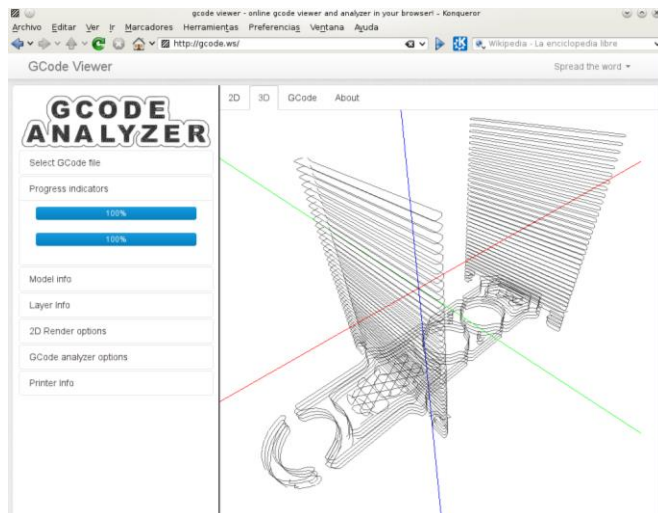 gcode viewer - online gcode viewer and analyzer in your browser! - Konqueror
Archivo Editar Ver Ir Marcadores Herramientas Preferencias Ventana Ayuda
http://gcode.ws/
Wikipedia - La enciclopedia libre
GCode Viewer
Spread the word
GCODE
ANALYZER
2D 3D GCode About
Select GCode file
Progress indicators
100%
100%
Model info
Layer Info
2D Render options
GCode analyzer options
Printer Info